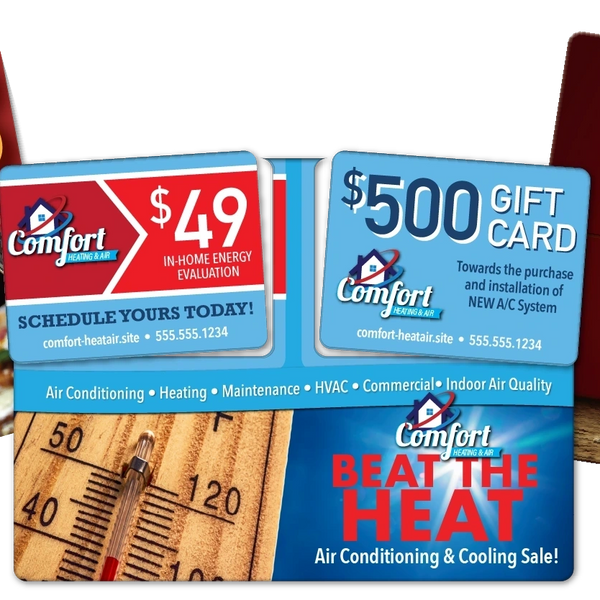 Comfort
HEATING & AIR
$49
IN-HOME ENERGY
EVALUATION
SCHEDULE YOURS TODAY!
comfort-heatair.site • 555.555.1234
$500 GIFT
CARD
Towards the purchase
and installation of
NEW A/C System
Comfort
HEATING & AIR
comfort-heatair.site • 555.555.1234
Air Conditioning • Heating • Maintenance • HVAC • Commercial• Indoor Air Quality
50
F
40
120
100
Comfort
HEATING & AIR
BEAT THE
HEAT
Air Conditioning & Cooling Sale!